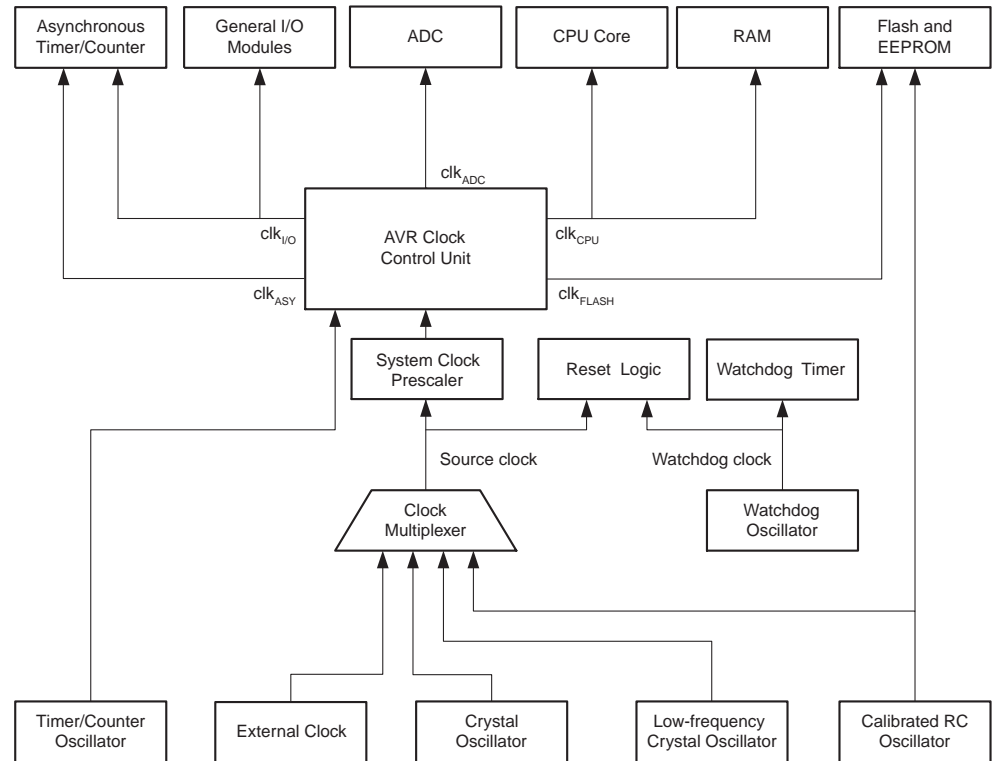 Asynchronous
Timer/Counter
General I/O
Modules
ADC
CPU Core
RAM
Flash and
EEPROM
clkADC
clkI/O
AVR Clock
Control Unit
clkCPU
clkASY
clkFLASH
System Clock
Prescaler
Reset Logic
Watchdog Timer
Source clock
Watchdog clock
Clock
Multiplexer
Watchdog
Oscillator
Timer/Counter
Oscillator
External Clock
Crystal
Oscillator
Low-frequency
Crystal Oscillator
Calibrated RC
Oscillator